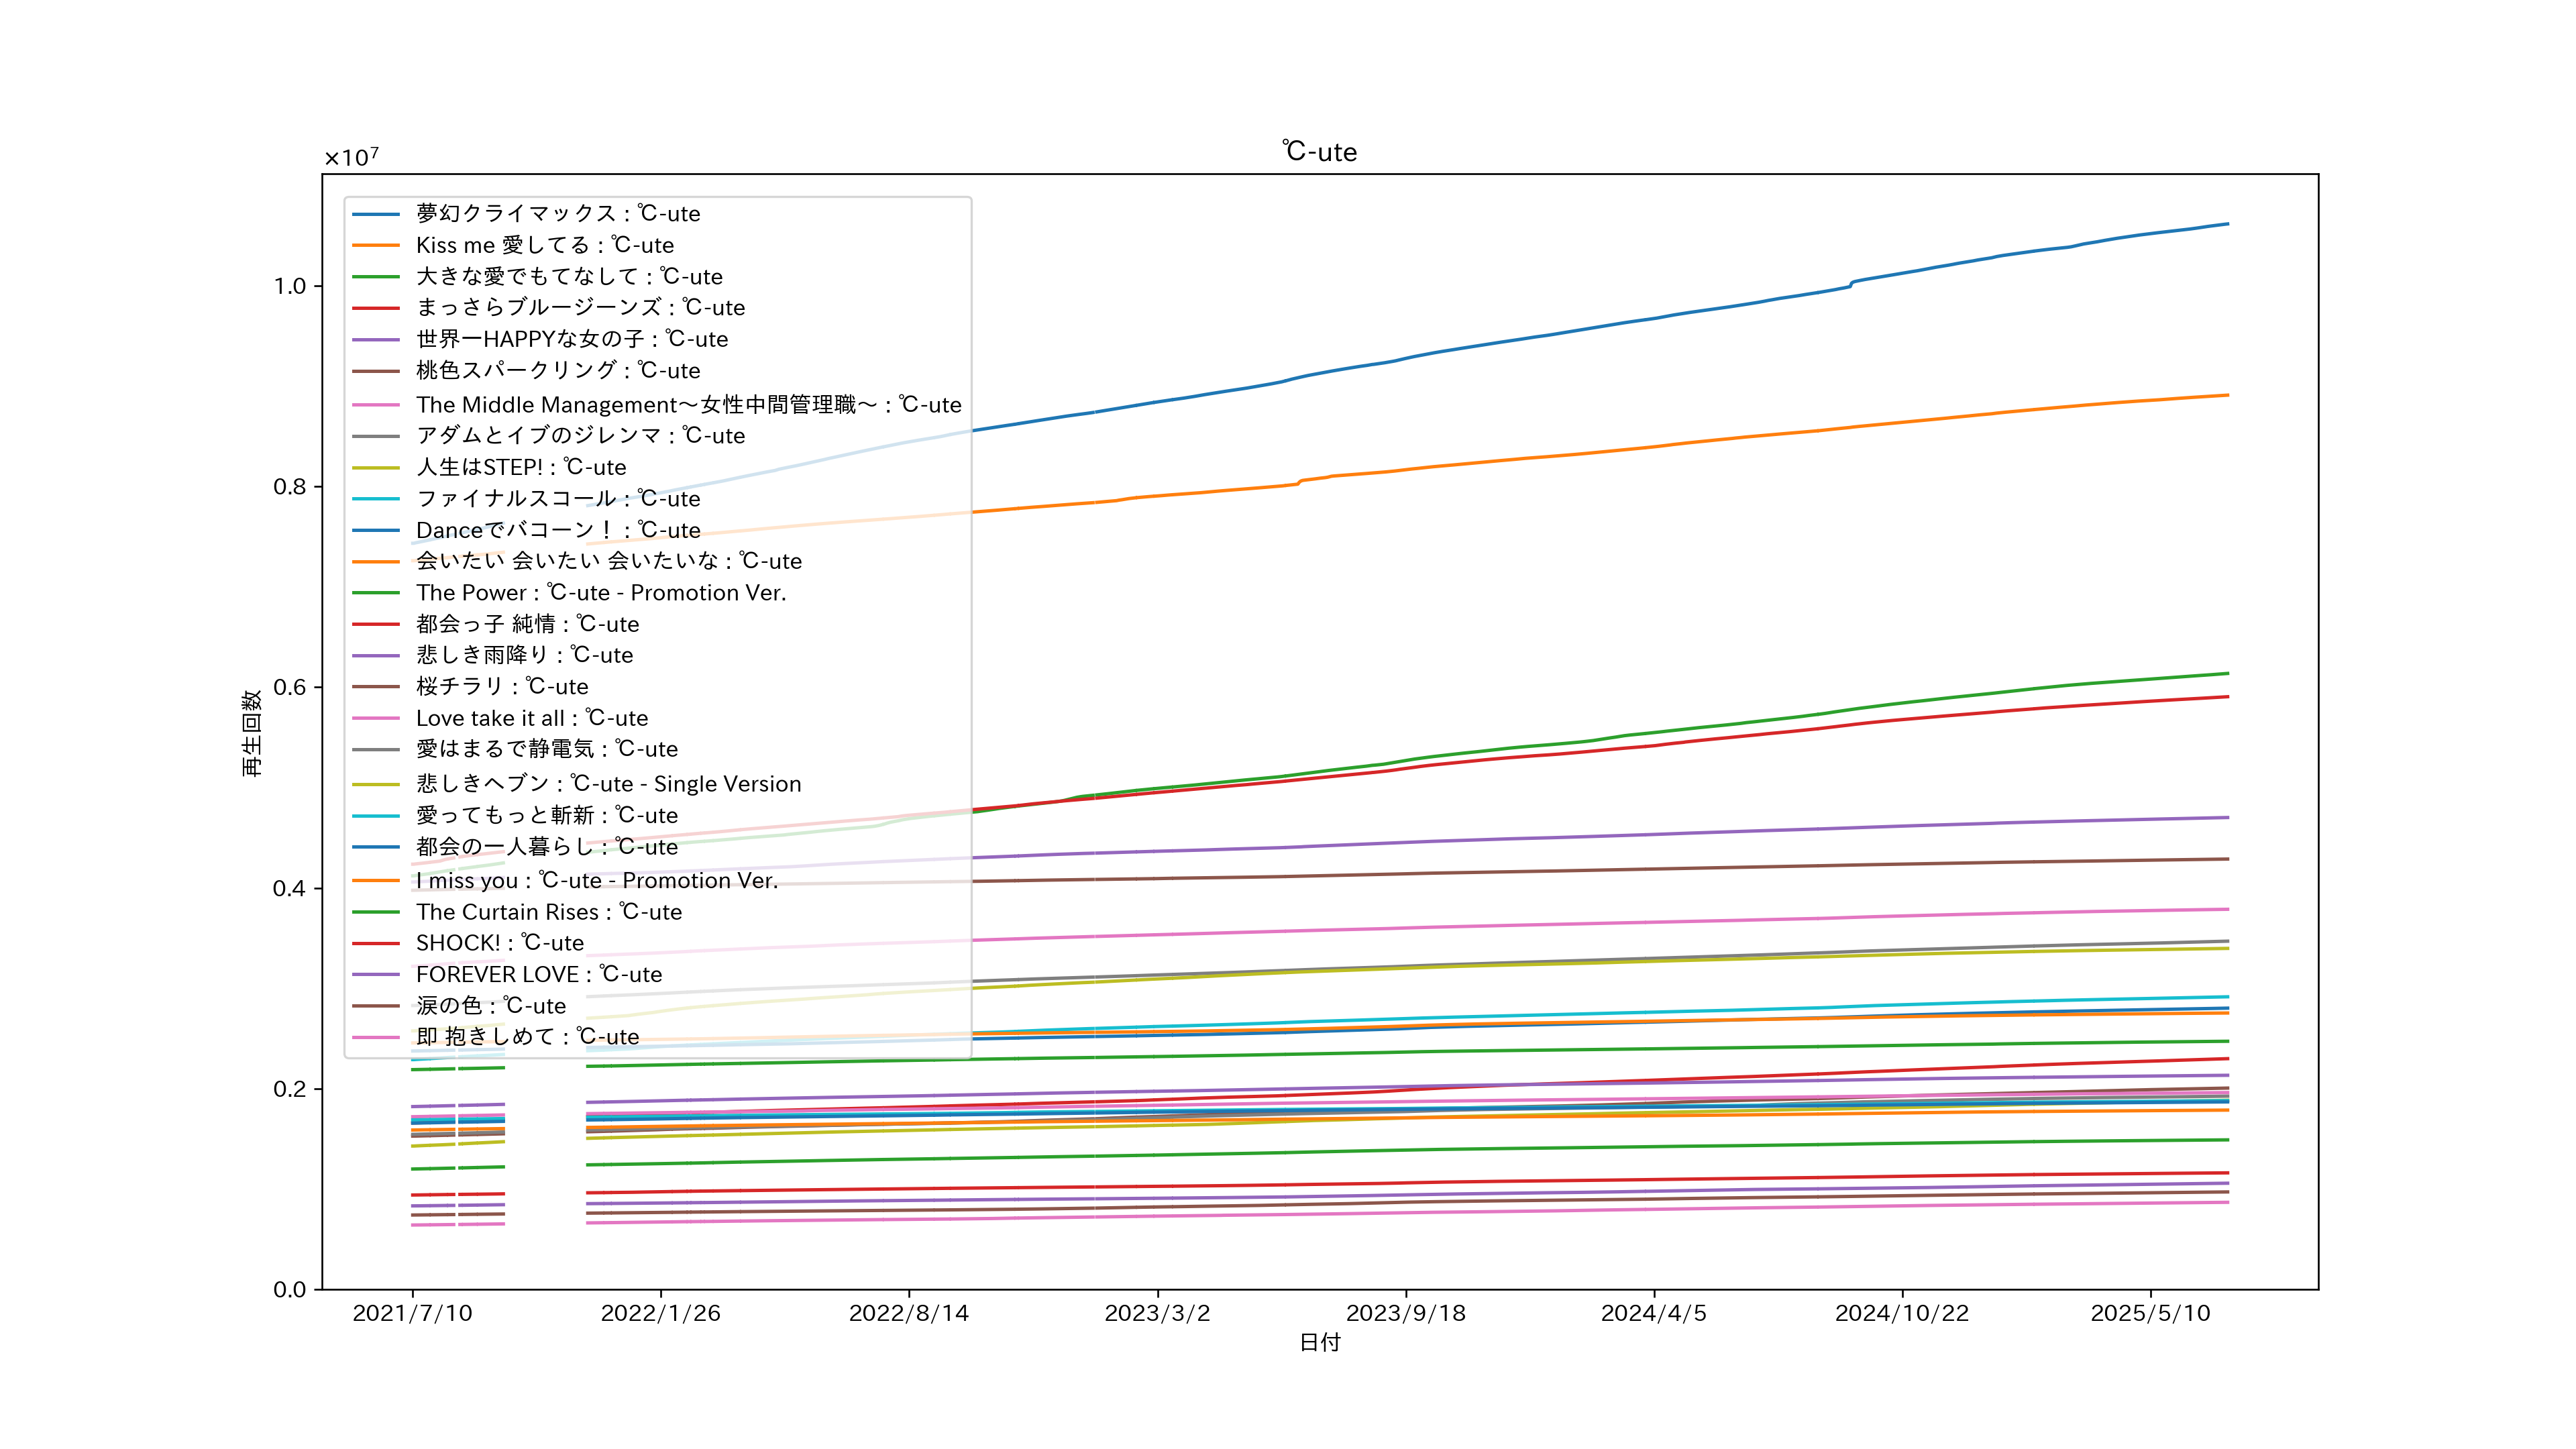 ℃-ute
×10⁷
夢幻クライマックス : ℃-ute
Kiss me 愛してる : ℃-ute
大きな愛でもてなして : ℃-ute
まっさらブルージーンズ : ℃-ute
世界一HAPPYな女の子 : ℃-ute
桃色スパークリング : ℃-ute
The Middle Management～女性中間管理職～ : ℃-ute
アダムとイブのジレンマ : ℃-ute
人生はSTEP! : ℃-ute
ファイナルスコール : ℃-ute
Danceでバコーン！ : ℃-ute
会いたい 会いたい 会いたいな : ℃-ute
The Power : ℃-ute - Promotion Ver.
都会っ子 純情 : ℃-ute
悲しき雨降り : ℃-ute
桜チラリ : ℃-ute
Love take it all : ℃-ute
愛はまるで静電気 : ℃-ute
悲しきヘブン : ℃-ute - Single Version
愛ってもっと斬新 : ℃-ute
都会の一人暮らし : ℃-ute
I miss you : ℃-ute - Promotion Ver.
The Curtain Rises : ℃-ute
SHOCK! : ℃-ute
FOREVER LOVE : ℃-ute
涙の色 : ℃-ute
即 抱きしめて : ℃-ute
1.0
0.8
0.6
0.4
0.2
0.0
再生回数
2021/7/10 2022/1/26 2022/8/14 2023/3/2 2023/9/18 2024/4/5 2024/10/22 2025/5/10
日付